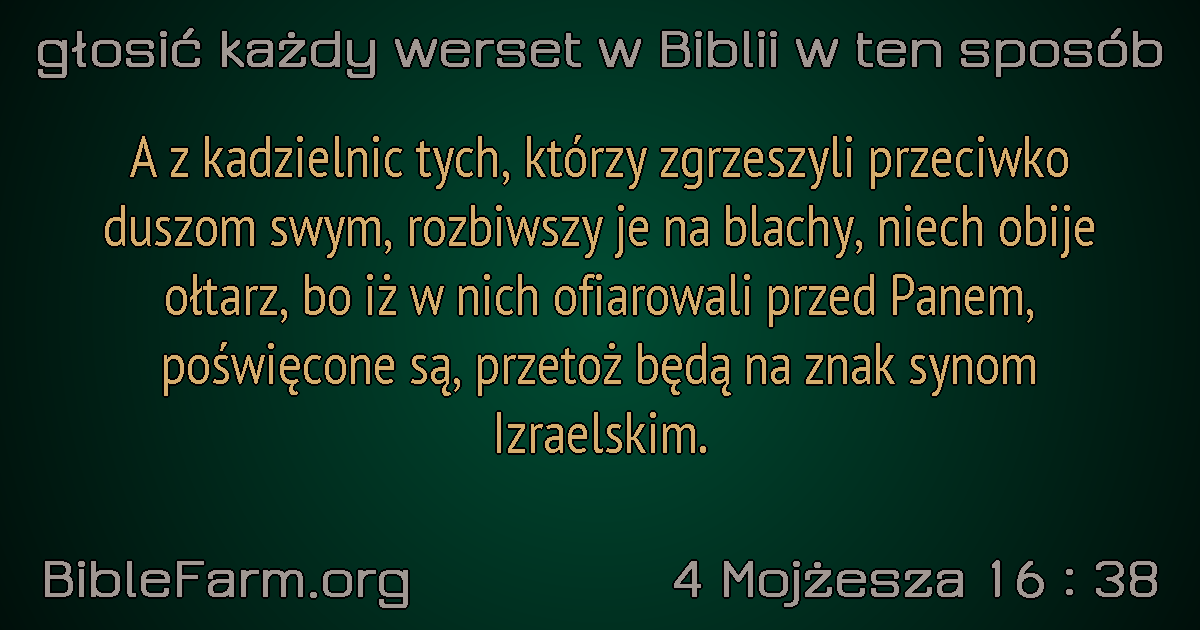 głosić każdy werset w Biblii w ten sposób
A z kadzielnic tych, którzy zgrzeszyli przeciwko
duszom swym, rozbiwszy je na blachy, niech obije
ołtarz, bo iż w nich ofiarowali przed Panem,
poświęcone są, przetoż będą na znak synom
Izraelskim.
BibleFarm.org
4 Mojżesza 16 : 38